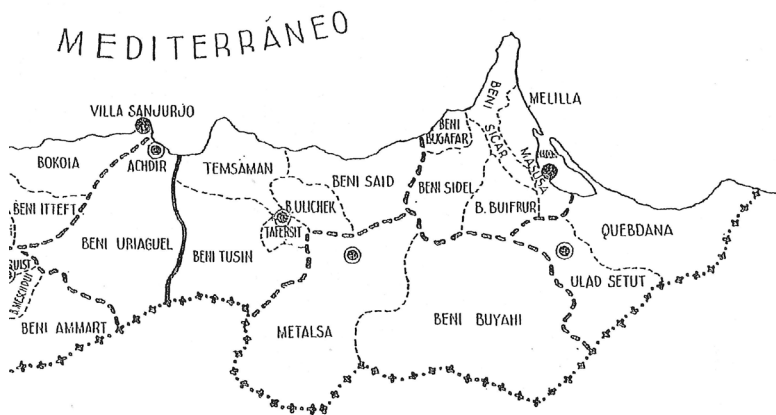 MEDITERRÁNEO
VILLA SANJURJO
MELILLA
BENI
SICAR
MASUSA
BENI
BUGAFAR
BOKOIA
ACHDIR
TEMSAMAN
BENI SAID
BENI SIDEL
BENI ITTEFT
B. ULICHEK
B. BUIFRUR
TAFERSIT
QUEBDANA
BENI URIAGUEL
BENI TUSIN
ULAD SETUT
BENI AMMART
METALSA
BENI BUYAHI